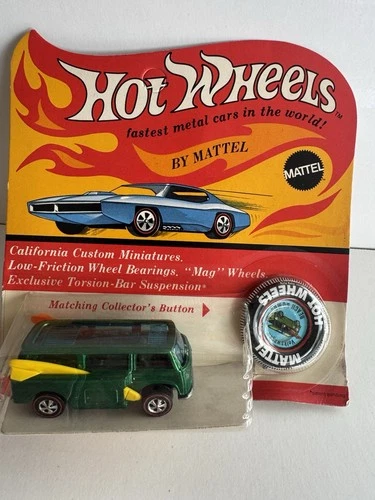 HOT WHEELS™
fastest metal cars in the world!
BY MATTEL
MATTEL
California Custom Miniatures.
Low-Friction Wheel Bearings. "Mag" Wheels
Exclusive Torsion-Bar Suspension*
Matching Collector's Button
HOT WHEELS
MATTEL